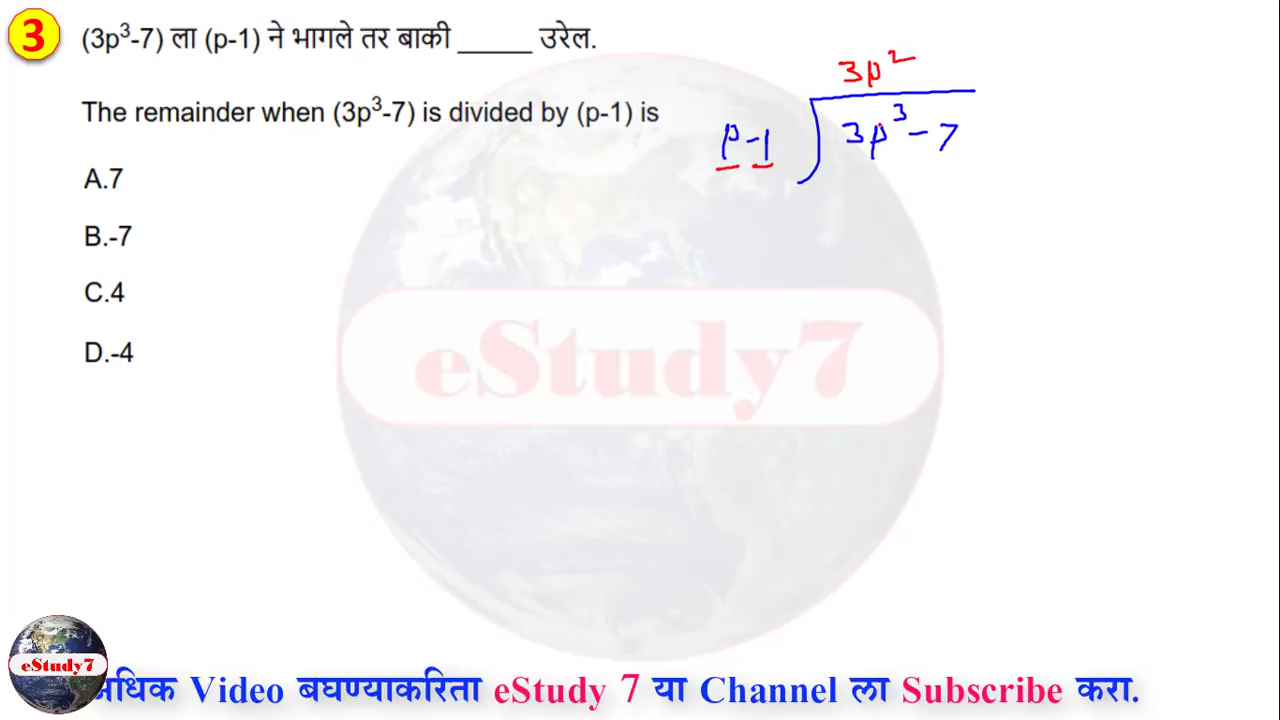 3
(3p³-7) ला (p-1) ने भागले तर बाकी _____ उरेल.
The remainder when (3p³-7) is divided by (p-1) is
A.7
B.-7
C.4
D.-4
3p²
p-1 3p³-7
eStudy7
eStudy7
अधिक Video बघण्याकरिता eStudy 7 या Channel ला Subscribe करा.